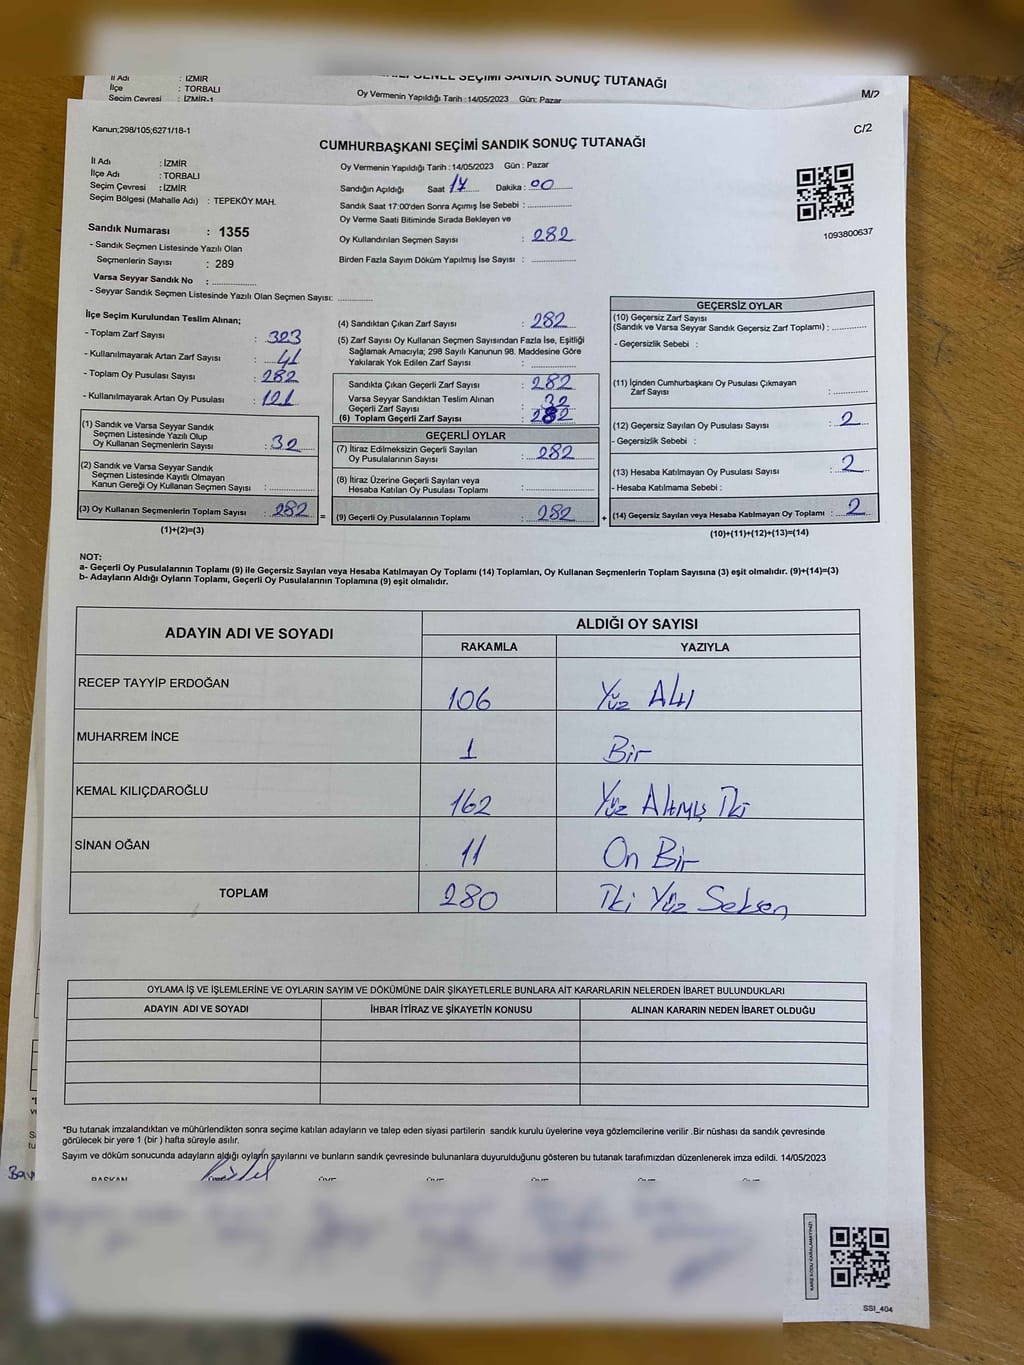 İl Adı : İZMİR
İlçe : TORBALI
Seçim Çevresi : İZMİR-1
GENEL SEÇİMİ SANDIK SONUÇ TUTANAĞI
Oy Vermenin Yapıldığı Tarih :14/05/2023 Gün: Pazar
M/2
Kanun;298/105;6271/18-1
C/2
CUMHURBAŞKANI SEÇİMİ SANDIK SONUÇ TUTANAĞI
İl Adı : İZMİR
İlçe Adı : TORBALI
Seçim Çevresi : İZMİR
Seçim Bölgesi (Mahalle Adı) : TEPEKÖY MAH.
Sandık Numarası : 1355
- Sandık Seçmen Listesinde Yazılı Olan
Seçmenlerin Sayısı : 289
Varsa Seyyar Sandık No : ..............
- Seyyar Sandık Seçmen Listesinde Yazılı Olan Seçmen Sayısı: ............
Oy Vermenin Yapıldığı Tarih : 14/05/2023 Gün : Pazar
Sandığın Açıldığı Saat 17 Dakika : 00
Sandık Saat 17:00'den Sonra Açımış İse Sebebi : ..............
Oy Verme Saati Bitiminde Sırada Bekleyen ve
Oy Kullandırılan Seçmen Sayısı : 282
Birden Fazla Sayım Döküm Yapılmış İse Sayısı : ..............
1093800637
İlçe Seçim Kurulundan Teslim Alınan;
- Toplam Zarf Sayısı : 323
- Kullanılmayarak Artan Zarf Sayısı : 41
- Toplam Oy Pusulası Sayısı : 282
- Kullanılmayarak Artan Oy Pusulası : 121
(1) Sandık ve Varsa Seyyar Sandık
Seçmen Listesinde Yazılı Olup
Oy Kullanan Seçmenlerin Sayısı : 32
(2) Sandık ve Varsa Seyyar Sandık
Seçmen Listesinde Kayıtlı Olmayan
Kanun Gereği Oy Kullanan Seçmen Sayısı : ..............
(3) Oy Kullanan Seçmenlerin Toplam Sayısı : 282
(1)+(2)=(3)
(4) Sandıktan Çıkan Zarf Sayısı : 282
(5) Zarf Sayısı Oy Kullanan Seçmen Sayısından Fazla İse, Eşitliği
Sağlamak Amacıyla; 298 Sayılı Kanunun 98. Maddesine Göre
Yakılarak Yok Edilen Zarf Sayısı : ..............
Sandıkta Çıkan Geçerli Zarf Sayısı : 282
Varsa Seyyar Sandıktan Teslim Alınan
Geçerli Zarf Sayısı : 32
(6) Toplam Geçerli Zarf Sayısı : 282
GEÇERLİ OYLAR
(7) İtiraz Edilmeksizin Geçerli Sayılan
Oy Pusulalarının Sayısı : 282
(8) İtiraz Üzerine Geçerli Sayılan veya
Hesaba Katılan Oy Pusulası Toplamı : ..............
= (9) Geçerli Oy Pusulalarının Toplamı : 282 +
GEÇERSİZ OYLAR
(10) Geçersiz Zarf Sayısı
(Sandık ve Varsa Seyyar Sandık Geçersiz Zarf Toplamı) : ............
- Geçersizlik Sebebi :
(11) İçinden Cumhurbaşkanı Oy Pusulası Çıkmayan
Zarf Sayısı : ..............
(12) Geçersiz Sayılan Oy Pusulası Sayısı : 2
- Geçersizlik Sebebi :
(13) Hesaba Katılmayan Oy Pusulası Sayısı : 2
- Hesaba Katılmama Sebebi :
(14) Geçersiz Sayılan veya Hesaba Katılmayan Oy Toplamı : 2
(10)+(11)+(12)+(13)=(14)
NOT:
a- Geçerli Oy Pusulalarının Toplamı (9) ile Geçersiz Sayılan veya Hesaba Katılmayan Oy Toplamı (14) Toplamları, Oy Kullanan Seçmenlerin Toplam Sayısına (3) eşit olmalıdır. (9)+(14)=(3)
b- Adayların Aldığı Oyların Toplamı, Geçerli Oy Pusulalarının Toplamına (9) eşit olmalıdır.
ADAYIN ADI VE SOYADI
ALDIĞI OY SAYISI
RAKAMLA YAZIYLA
RECEP TAYYİP ERDOĞAN 106 Yüz Altı
MUHARREM İNCE 1 Bir
KEMAL KILIÇDAROĞLU 162 Yüz Altmış İki
SİNAN OĞAN 11 On Bir
TOPLAM 280 İki Yüz Seksen
OYLAMA İŞ VE İŞLEMLERİNE VE OYLARIN SAYIM VE DÖKÜMÜNE DAİR ŞİKAYETLERLE BUNLARA AİT KARARLARIN NELERDEN İBARET BULUNDUKLARI
ADAYIN ADI VE SOYADI İHBAR İTİRAZ VE ŞİKAYETİN KONUSU ALINAN KARARIN NEDEN İBARET OLDUĞU
*Bu tutanak imzalandıktan ve mühürlendikten sonra seçime katılan adayların ve talep eden siyasi partilerin sandık kurulu üyelerine veya gözlemcilerine verilir .Bir nüshası da sandık çevresinde
görülecek bir yere 1 (bir ) hafta süreyle asılır.
Sayım ve döküm sonucunda adayların aldığı oyların sayılarını ve bunların sandık çevresinde bulunanlara duyurulduğunu gösteren bu tutanak tarafımızdan düzenlenerek imza edildi. 14/05/2023
BAŞKAN ÜYE ÜYE ÜYE ÜYE ÜYE
SSI_404